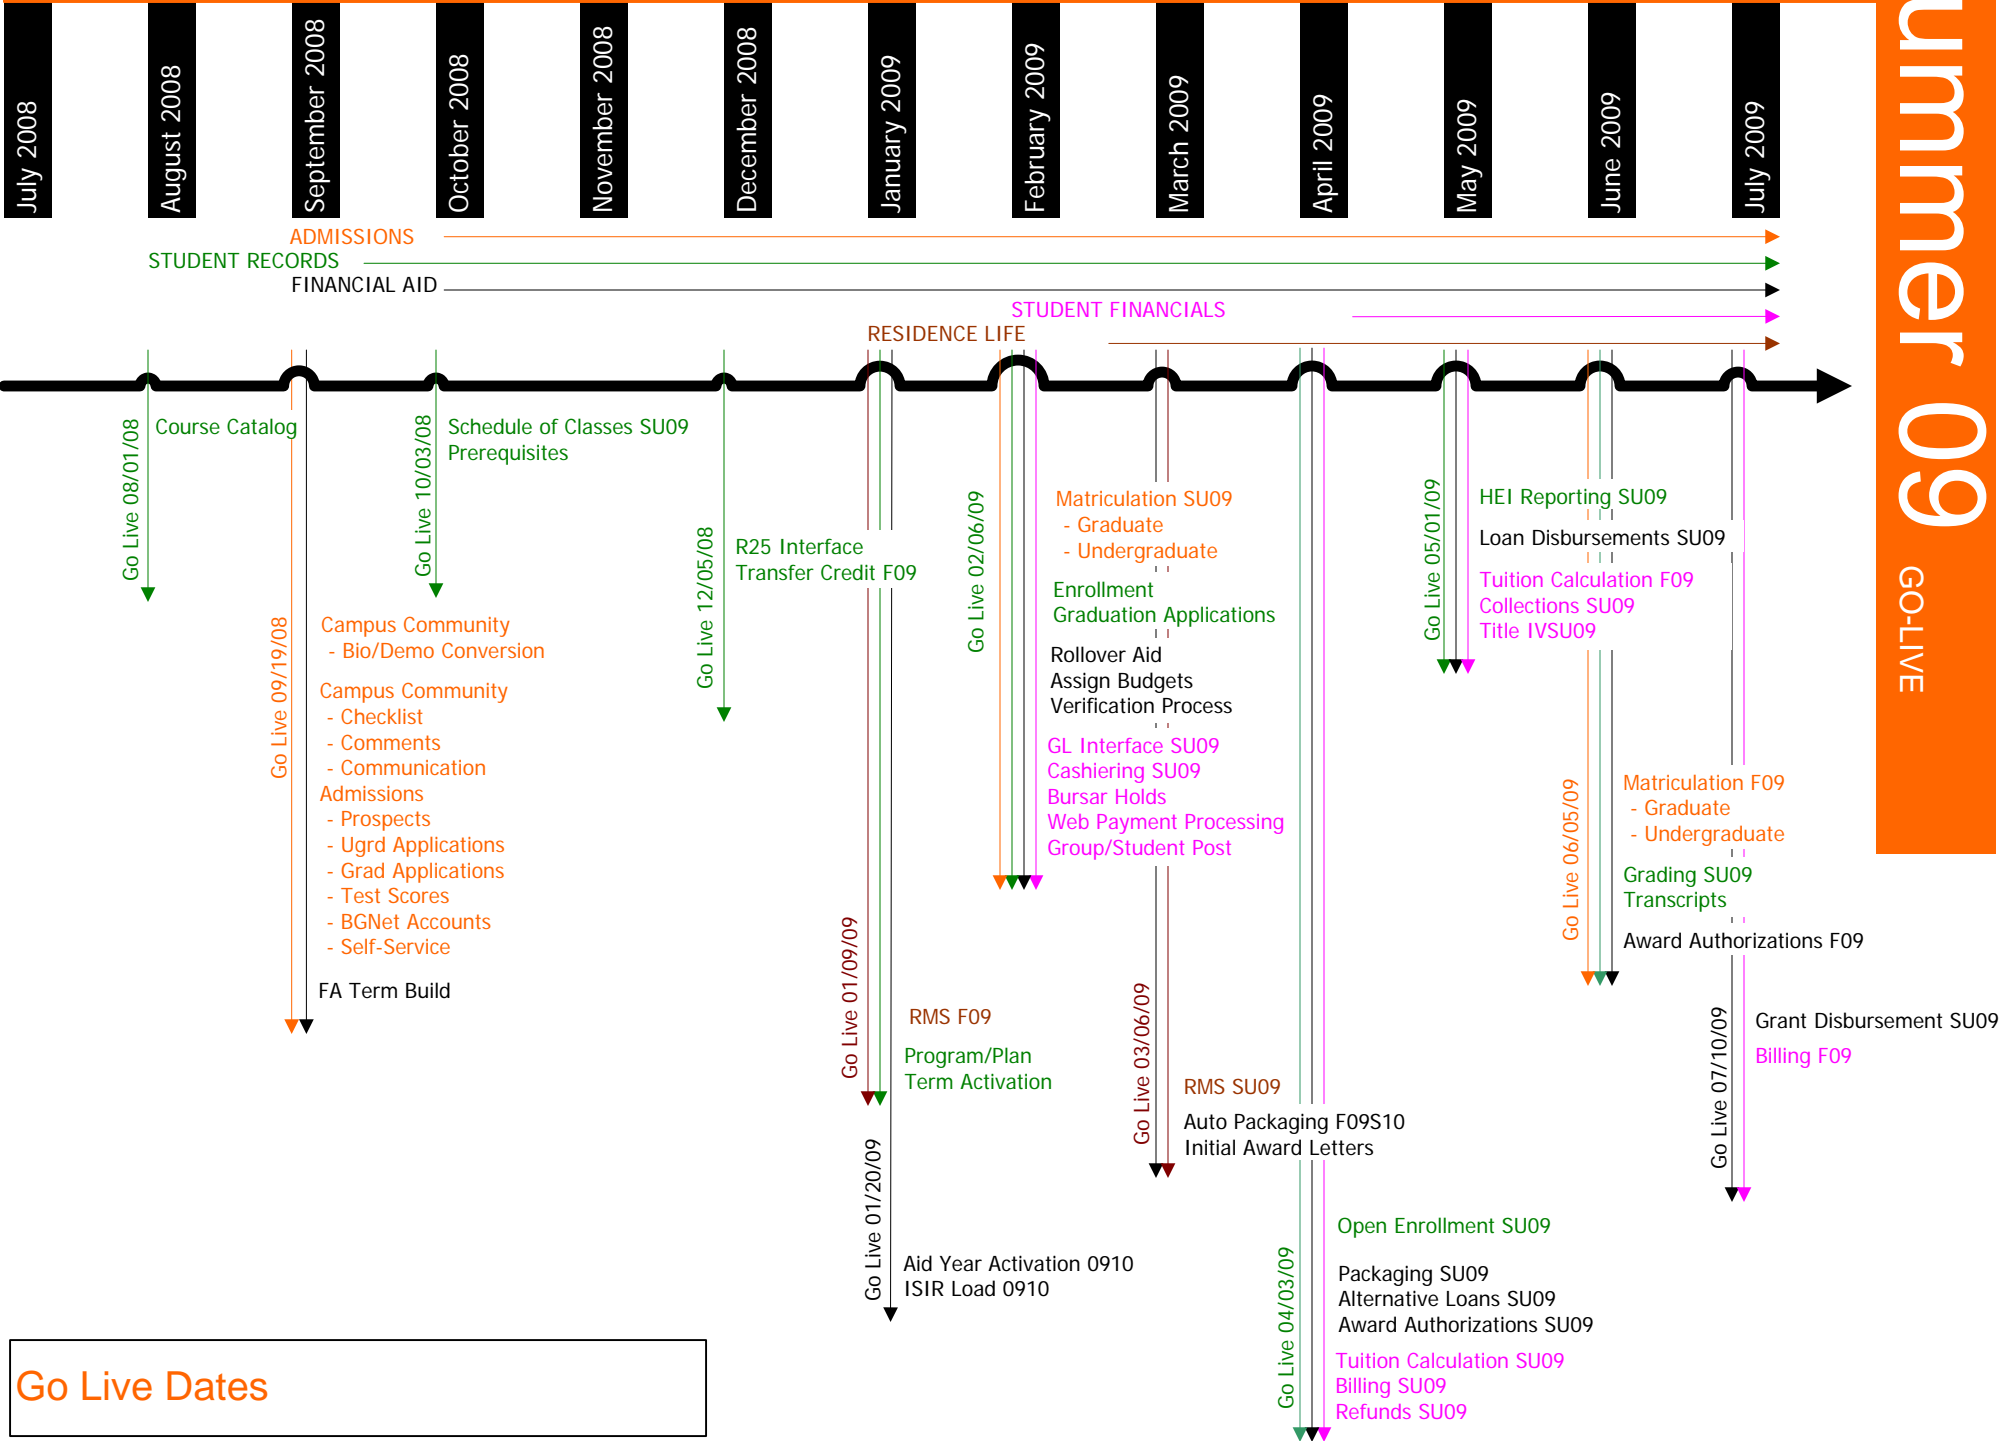 July 2008
August 2008
September 2008
October 2008
November 2008
December 2008
January 2009
February 2009
March 2009
April 2009
May 2009
June 2009
July 2009
ummer 09 GO-LIVE
ADMISSIONS
STUDENT RECORDS
FINANCIAL AID
STUDENT FINANCIALS
RESIDENCE LIFE
Go Live 08/01/08
Course Catalog
Go Live 09/19/08
Campus Community
- Bio/Demo Conversion
Campus Community
- Checklist
- Comments
- Communication
Admissions
- Prospects
- Ugrd Applications
- Grad Applications
- Test Scores
- BGNet Accounts
- Self-Service
FA Term Build
Go Live 10/03/08
Schedule of Classes SU09
Prerequisites
Go Live 12/05/08
R25 Interface
Transfer Credit F09
Go Live 01/09/09
RMS F09
Program/Plan
Term Activation
Go Live 01/20/09
Aid Year Activation 0910
ISIR Load 0910
Go Live 02/06/09
Matriculation SU09
- Graduate
- Undergraduate
Enrollment
Graduation Applications
Rollover Aid
Assign Budgets
Verification Process
GL Interface SU09
Cashiering SU09
Bursar Holds
Web Payment Processing
Group/Student Post
Go Live 03/06/09
RMS SU09
Auto Packaging F09S10
Initial Award Letters
Go Live 04/03/09
Open Enrollment SU09
Packaging SU09
Alternative Loans SU09
Award Authorizations SU09
Tuition Calculation SU09
Billing SU09
Refunds SU09
Go Live 05/01/09
HEI Reporting SU09
Loan Disbursements SU09
Tuition Calculation F09
Collections SU09
Title IVSU09
Go Live 06/05/09
Matriculation F09
- Graduate
- Undergraduate
Grading SU09
Transcripts
Award Authorizations F09
Go Live 07/10/09
Grant Disbursement SU09
Billing F09
Go Live Dates